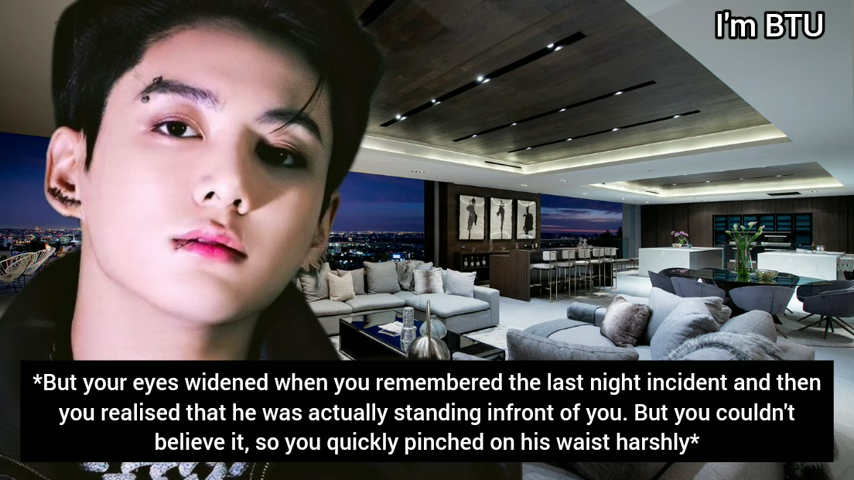 I'm BTU
*But your eyes widened when you remembered the last night incident and then
you realised that he was actually standing infront of you. But you couldn't
believe it, so you quickly pinched on his waist harshly*